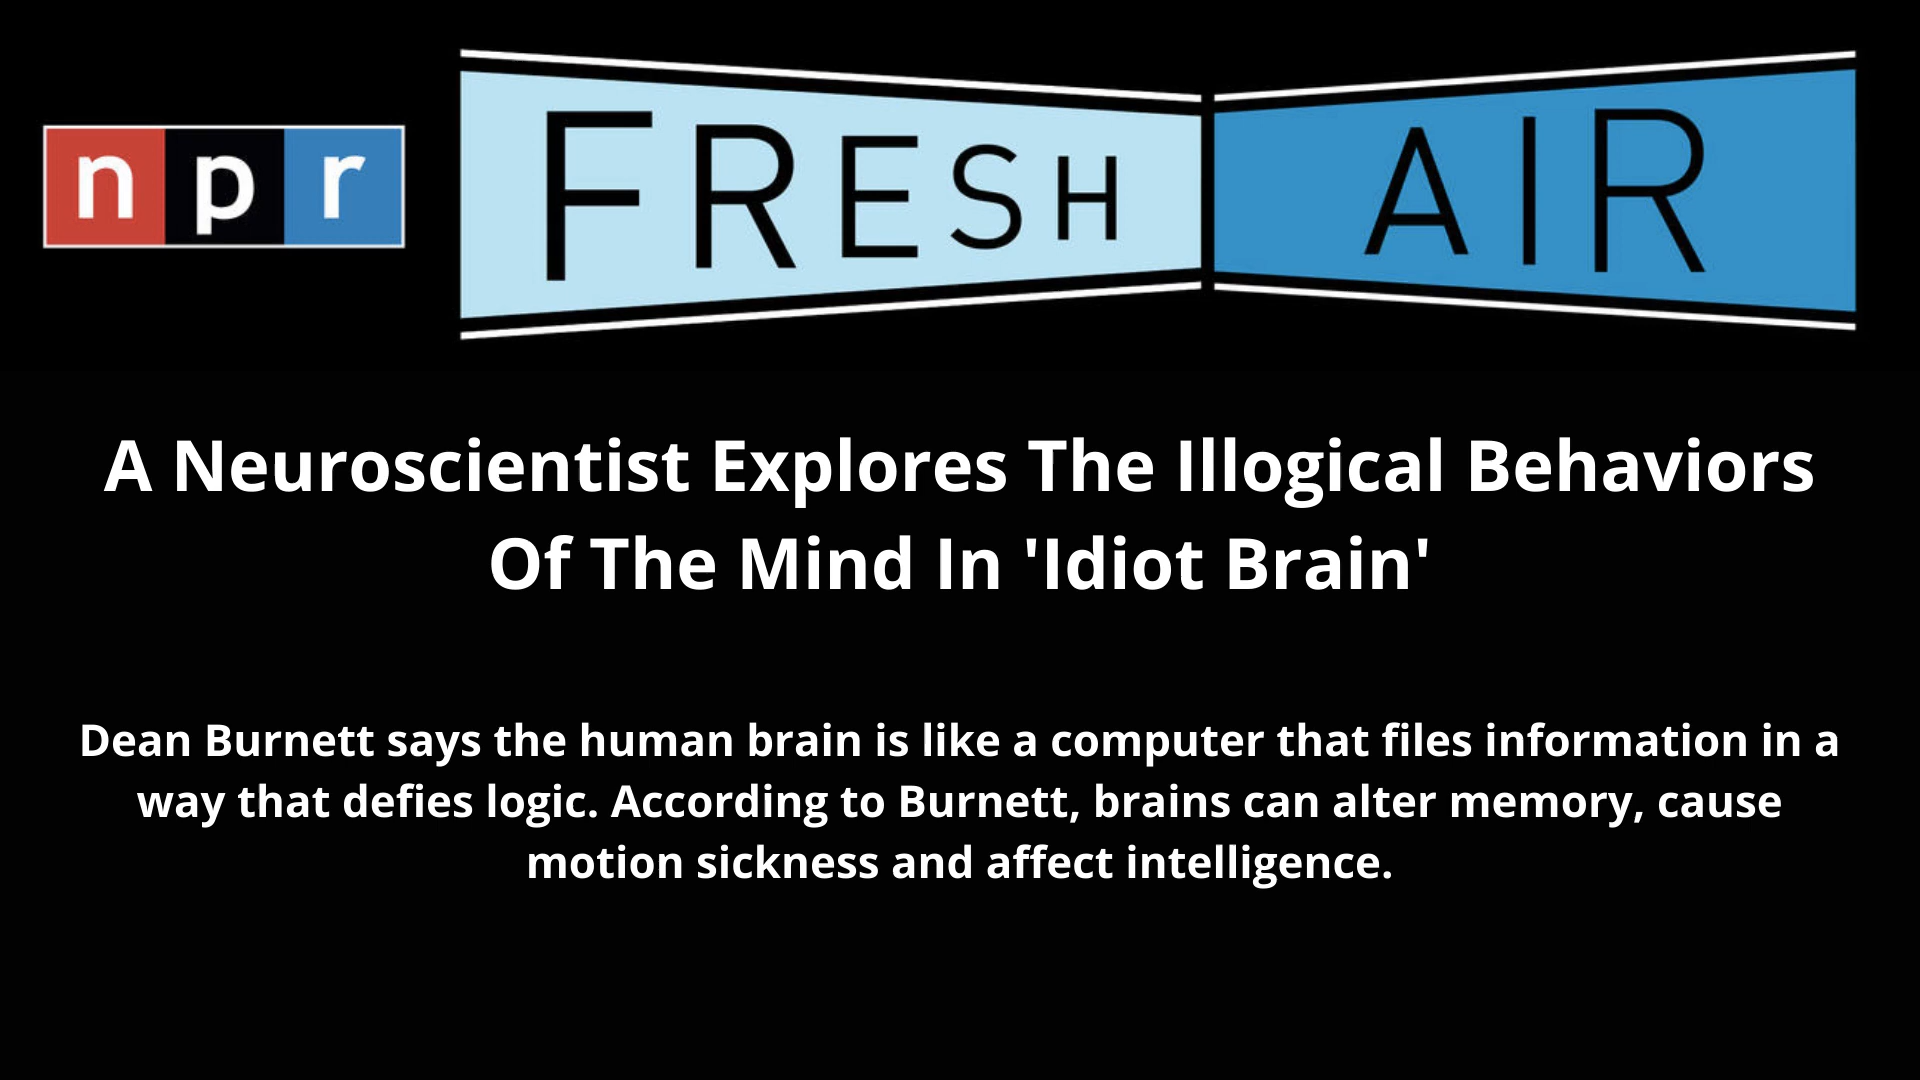 npr
FRESH AIR
A Neuroscientist Explores The Illogical Behaviors
Of The Mind In 'Idiot Brain'
Dean Burnett says the human brain is like a computer that files information in a
way that defies logic. According to Burnett, brains can alter memory, cause
motion sickness and affect intelligence.